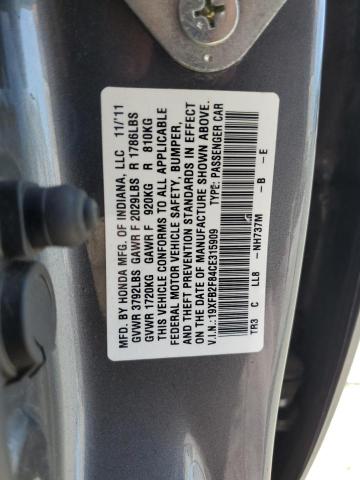 MFD. BY HONDA MFG. OF INDIANA, LLC 11/'11
GVWR 3792LBS GAWR F 2029LBS R 1786LBS
GVWR 1720KG GAWR F 920KG R 810KG
THIS VEHICLE CONFORMS TO ALL APPLICABLE
FEDERAL MOTOR VEHICLE SAFETY, BUMPER,
AND THEFT PREVENTION STANDARDS IN EFFECT
ON THE DATE OF MANUFACTURE SHOWN ABOVE.
V.I.N.: 19XFB2F84CE315909 TYPE: PASSENGER CAR
TR3 C LL8 -NH737M -B -E